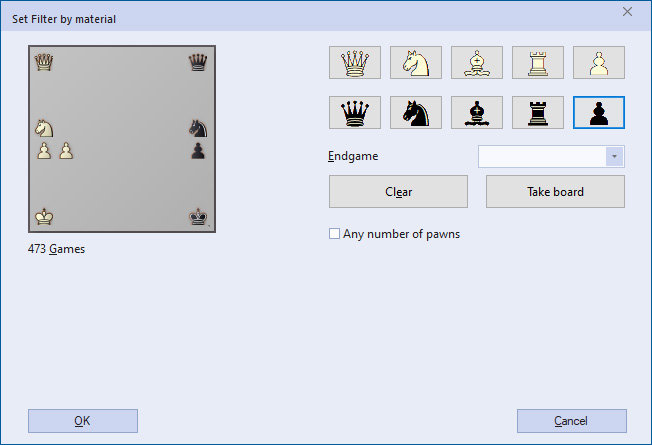 Set Filter by material
Endgame
Clear
Take board
Any number of pawns
473 Games
OK
Cancel